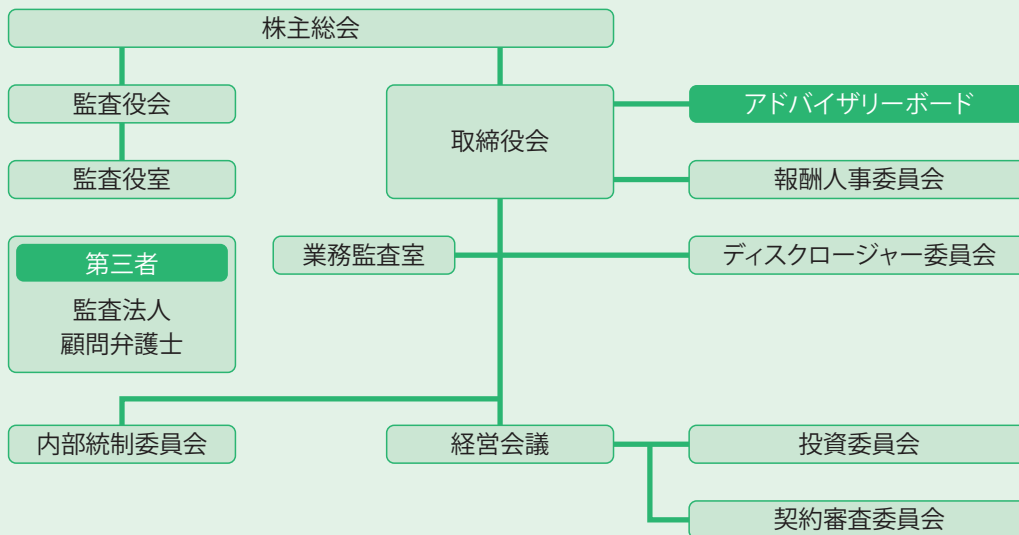 株主総会
監査役会
取締役会
アドバイザリーボード
監査役室
報酬人事委員会
第三者
監査法人
顧問弁護士
業務監査室
ディスクロージャー委員会
内部統制委員会
経営会議
投資委員会
契約審査委員会